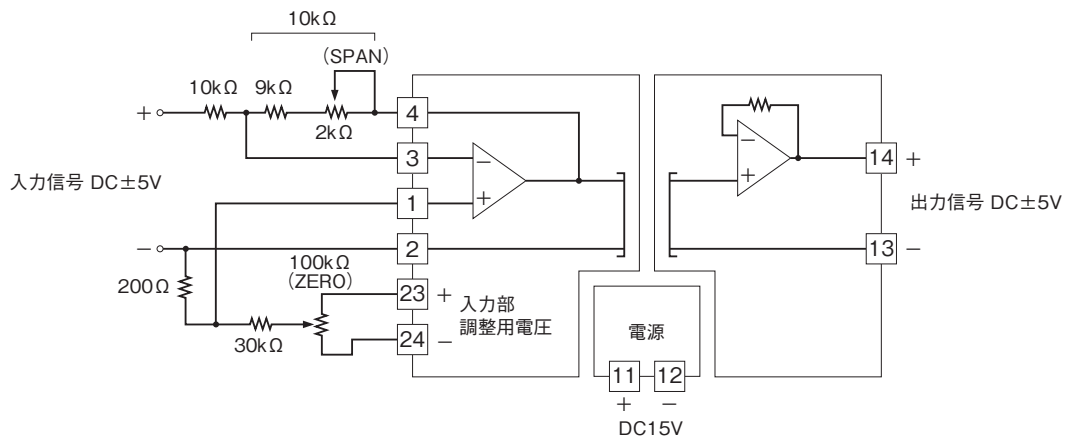 10kΩ
(SPAN)
10kΩ 9kΩ
2kΩ
+
4
3
1
2
入力信号 DC±5V
−
−
+
200Ω
100kΩ
(ZERO)
23 +
24 −
入力部
調整用電圧
30kΩ
−
+
14 +
出力信号 DC±5V
13 −
電源
11 12
+ −
DC15V